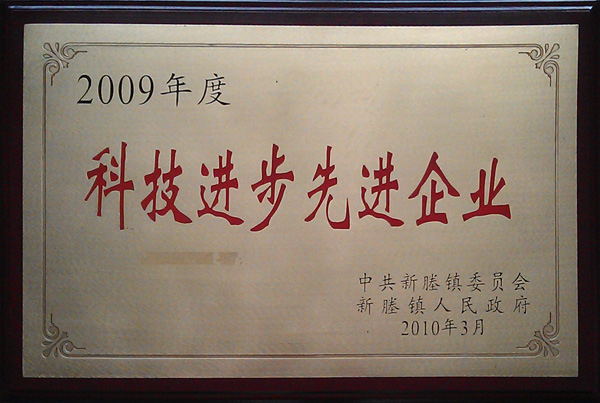 2009年度
科技进步先进企业
中共新塍镇委员会
新塍镇人民政府
2010年3月